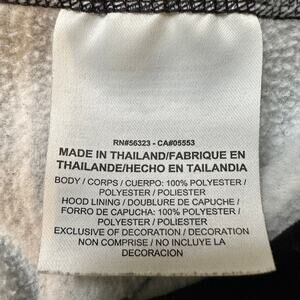 RN#56323 - CA#05553
MADE IN THAILAND/FABRIQUE EN
THAILANDE/HECHO EN TAILANDIA
BODY / CORPS / CUERPO: 100% POLYESTER /
POLYESTER / POLIESTER
HOOD LINING / DOUBLURE DE CAPUCHE /
FORRO DE CAPUCHA: 100% POLYESTER /
POLYESTER / POLIESTER
EXCLUSIVE OF DECORATION / DECORATION
NON COMPRISE / NO INCLUYE LA
DECORACION